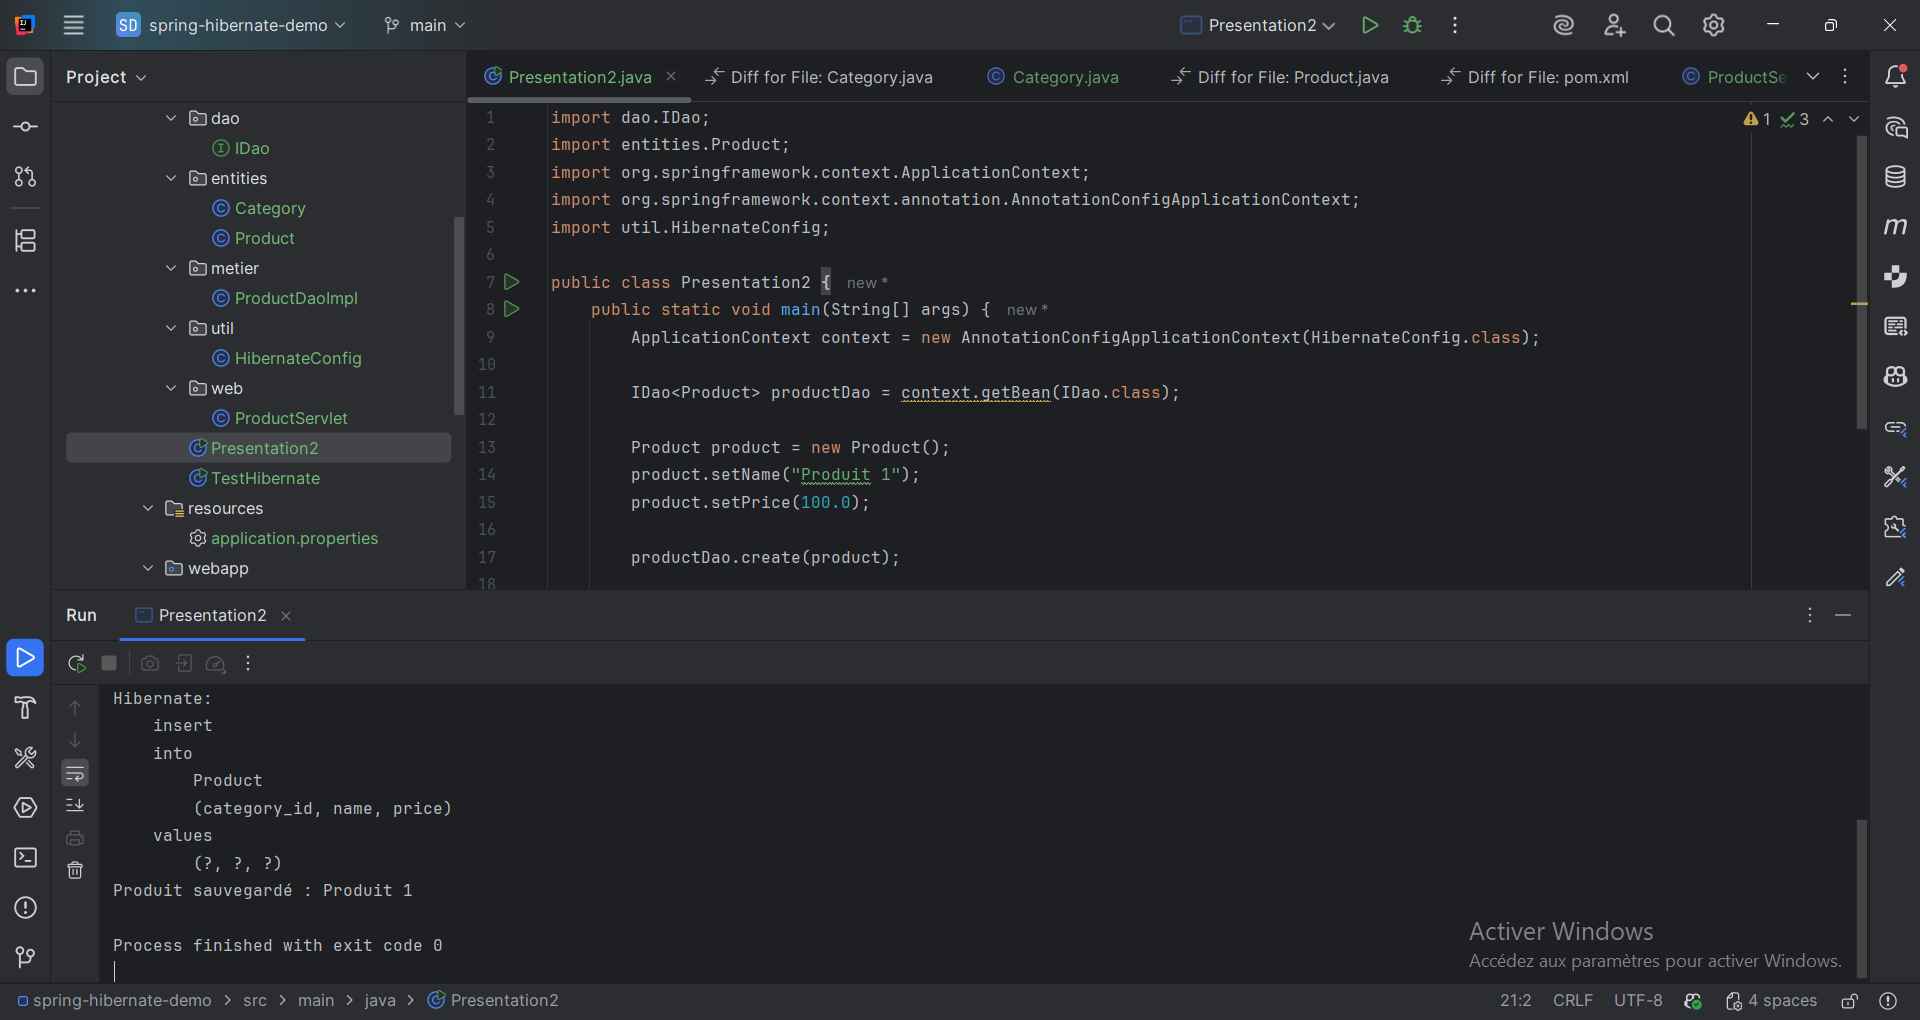 SD spring-hibernate-demo main Presentation2
Project
Presentation2.java Diff for File: Category.java Category.java Diff for File: Product.java Diff for File: pom.xml ProductSe
dao
IDao
entities
Category
Product
metier
ProductDaoImpl
util
HibernateConfig
web
ProductServlet
Presentation2
TestHibernate
resources
application.properties
webapp
1 import dao.IDao;
2 import entities.Product;
3 import org.springframework.context.ApplicationContext;
4 import org.springframework.context.annotation.AnnotationConfigApplicationContext;
5 import util.HibernateConfig;
6
7 public class Presentation2 { new *
8 public static void main(String[] args) { new *
9 ApplicationContext context = new AnnotationConfigApplicationContext(HibernateConfig.class);
10
11 IDao<Product> productDao = context.getBean(IDao.class);
12
13 Product product = new Product();
14 product.setName("Produit 1");
15 product.setPrice(100.0);
16
17 productDao.create(product);
18
1 3
Run Presentation2
Hibernate:
insert
into
Product
(category_id, name, price)
values
(?, ?, ?)
Produit sauvegardé : Produit 1
Process finished with exit code 0
Activer Windows
Accédez aux paramètres pour activer Windows.
spring-hibernate-demo > src > main > java > Presentation2
21:2 CRLF UTF-8 4 spaces